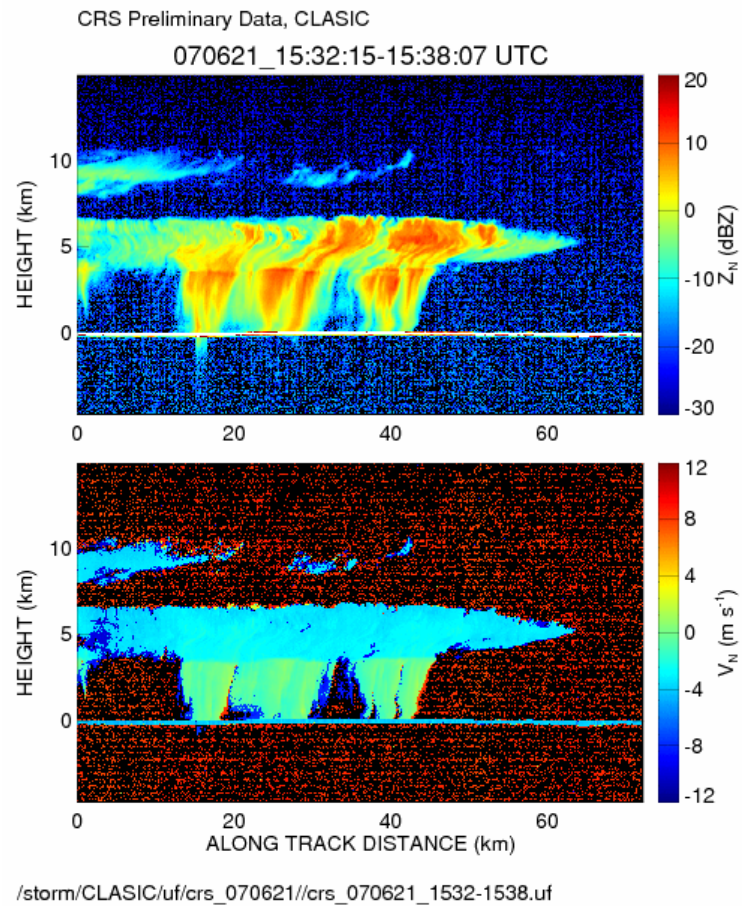 CRS Preliminary Data, CLASIC
070621_15:32:15-15:38:07 UTC
HEIGHT (km)
10
5
0
0 20 40 60
20
10
0
-10
-20
-30
Z_N (dBZ)
HEIGHT (km)
10
5
0
0 20 40 60
ALONG TRACK DISTANCE (km)
12
8
4
0
-4
-8
-12
V_N (m s⁻¹)
/storm/CLASIC/uf/crs_070621//crs_070621_1532-1538.uf